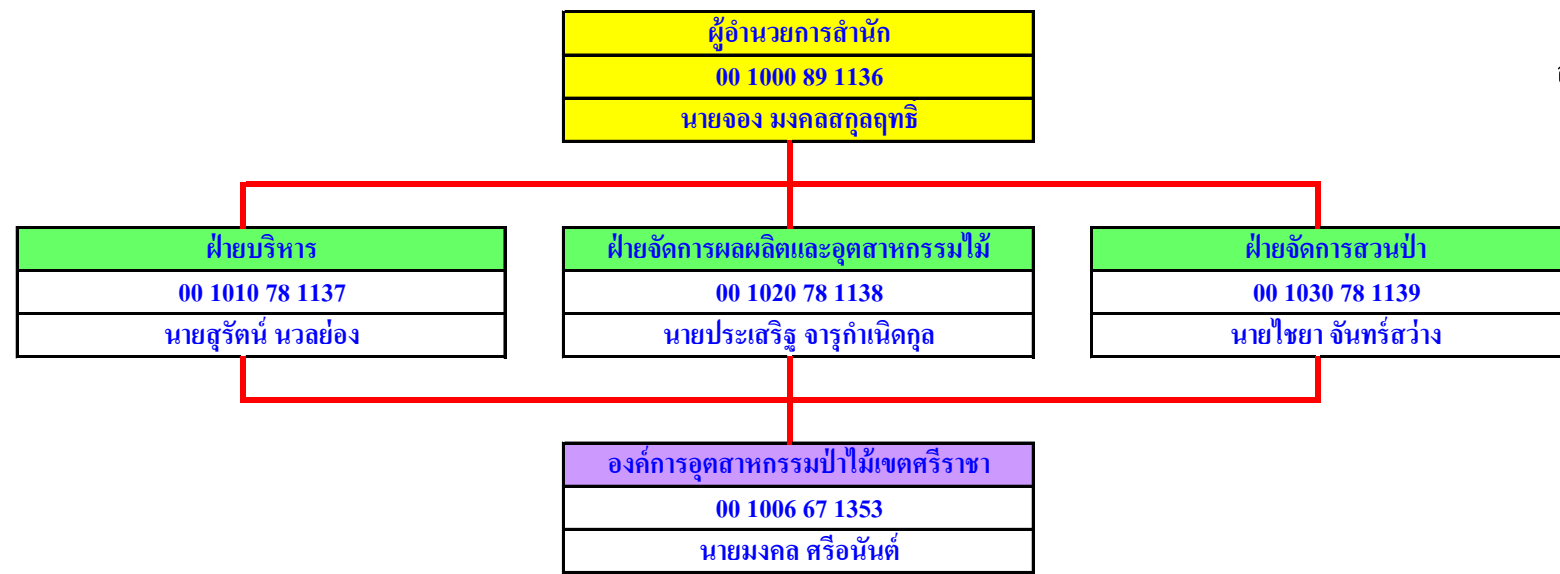 ผู้อำนวยการสำนัก
00 1000 89 1136
นายจอง มงคลสกุลฤทธิ์
ฝ่ายบริหาร
00 1010 78 1137
นายสุรัตน์ นวลย่อง
ฝ่ายจัดการผลผลิตและอุตสาหกรรมไม้
00 1020 78 1138
นายประเสริฐ จารุกำเนิดกุล
ฝ่ายจัดการสวนป่า
00 1030 78 1139
นายไชยา จันทร์สว่าง
องค์การอุตสาหกรรมป่าไม้เขตศรีราชา
00 1006 67 1353
นายมงคล ศรีอนันต์